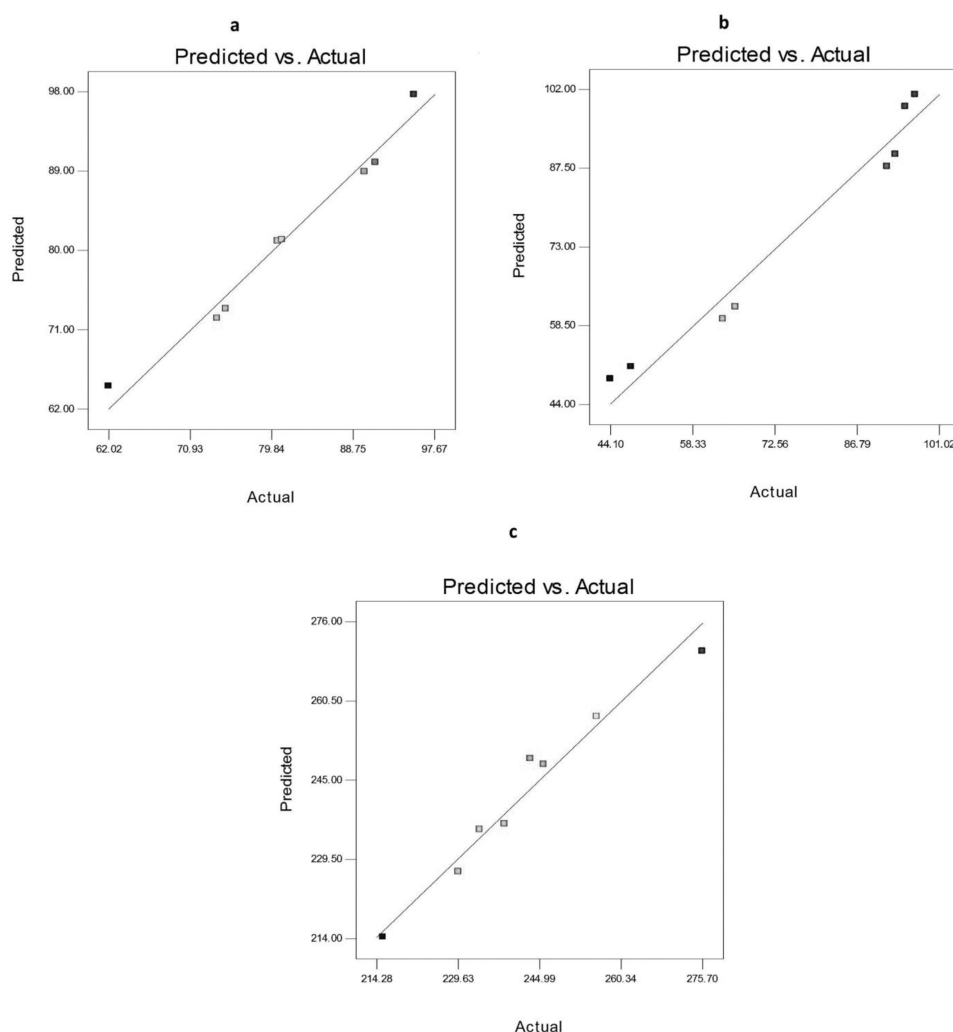 a
Predicted vs. Actual
98.00
89.00
80.00
71.00
62.00
Predicted
62.02 70.93 79.84 88.75 97.67
Actual
b
Predicted vs. Actual
102.00
87.50
73.00
58.50
44.00
Predicted
44.10 58.33 72.56 86.79 101.02
Actual
c
Predicted vs. Actual
276.00
260.50
245.00
229.50
214.00
Predicted
214.28 229.63 244.99 260.34 275.70
Actual